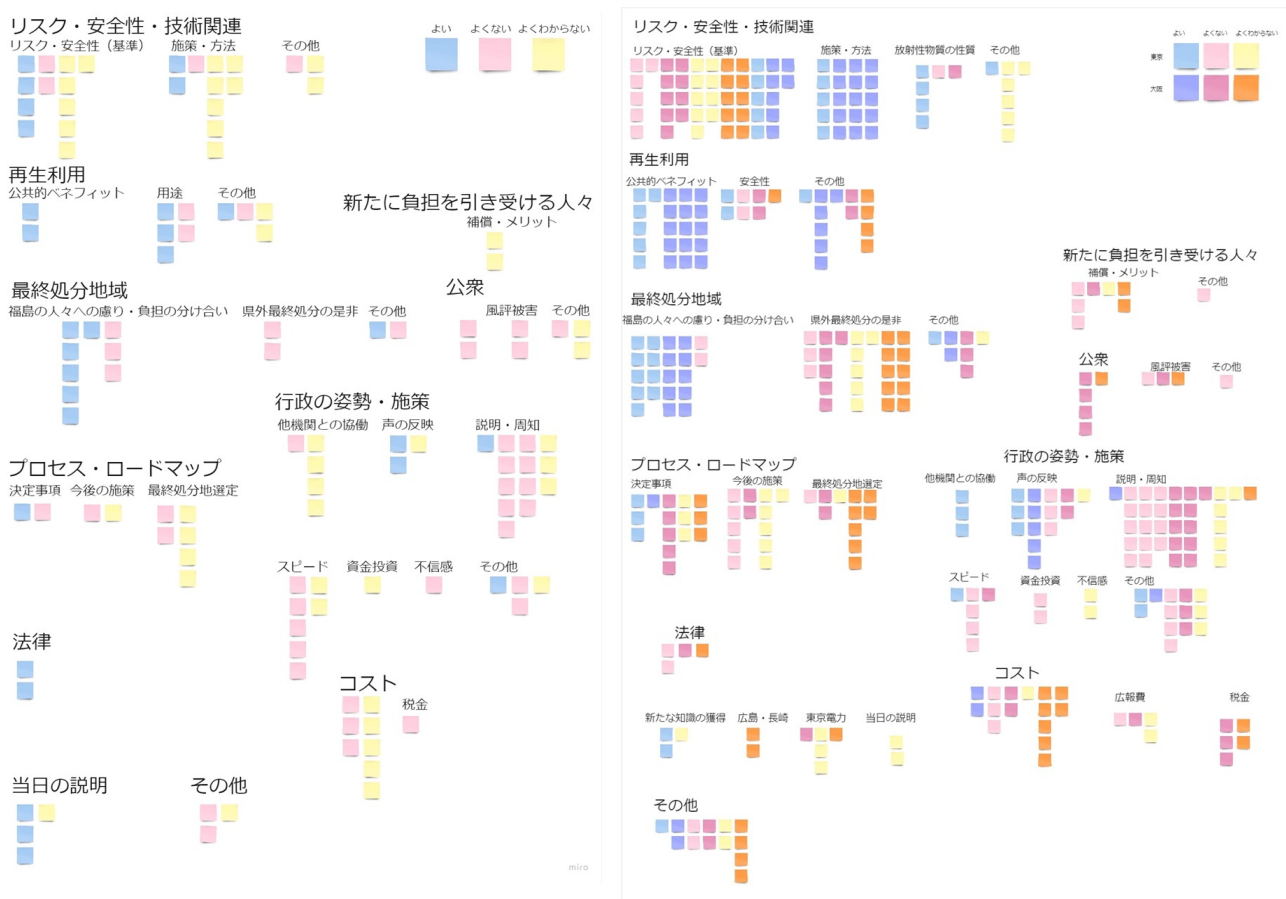 リスク・安全性・技術関連
よい よくない よくわからない
リスク・安全性（基準） 施策・方法 その他
再生利用
公共的ベネフィット 用途 その他
新たに負担を引き受ける人々
補償・メリット
最終処分地域
公衆
福島の人々への慮り・負担の分け合い 県外最終処分の是非 その他
風評被害 その他
行政の姿勢・施策
他機関との協働 声の反映 説明・周知
プロセス・ロードマップ
決定事項 今後の施策 最終処分地選定
スピード 資金投資 不信感 その他
法律
コスト
税金
当日の説明 その他
miro
リスク・安全性・技術関連
よい よくない よくわからない
東京
大阪
リスク・安全性（基準） 施策・方法 放射性物質の性質 その他
再生利用
公共的ベネフィット 安全性 その他
新たに負担を引き受ける人々
補償・メリット その他
最終処分地域
福島の人々への慮り・負担の分け合い 県外最終処分の是非 その他
公衆
風評被害 その他
行政の姿勢・施策
プロセス・ロードマップ
決定事項 今後の施策 最終処分地選定
他機関との協働 声の反映 説明・周知
スピード 資金投資 不信感 その他
法律
コスト
広報費 税金
新たな知識の獲得 広島・長崎 東京電力 当日の説明
その他